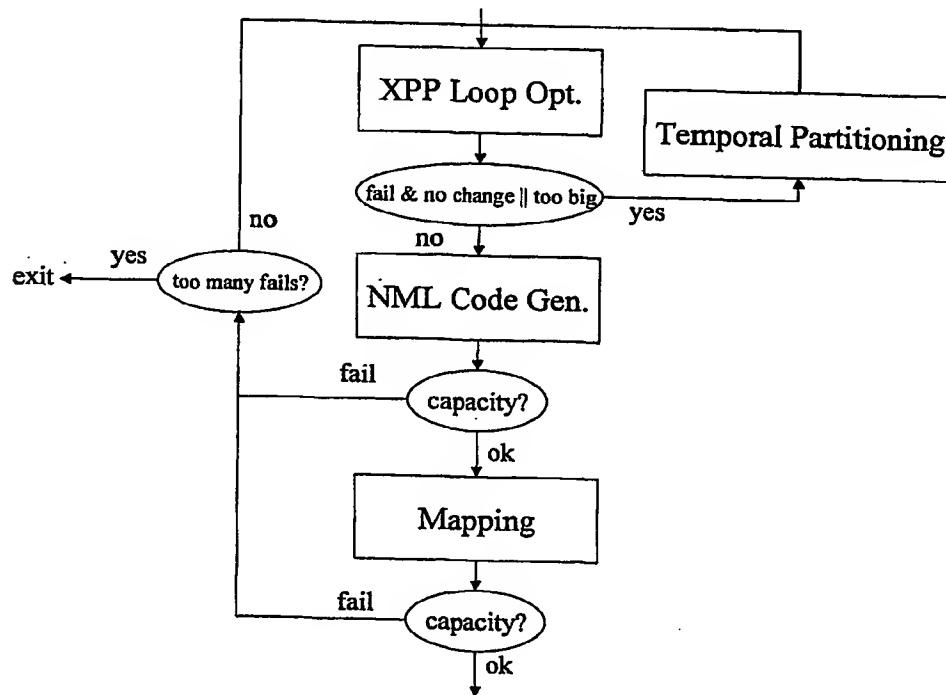 XPP Loop Opt.
Temporal Partitioning
fail & no change || too big
yes
no
no
yes
exit
too many fails?
NML Code Gen.
fail
capacity?
ok
Mapping
fail
capacity?
ok